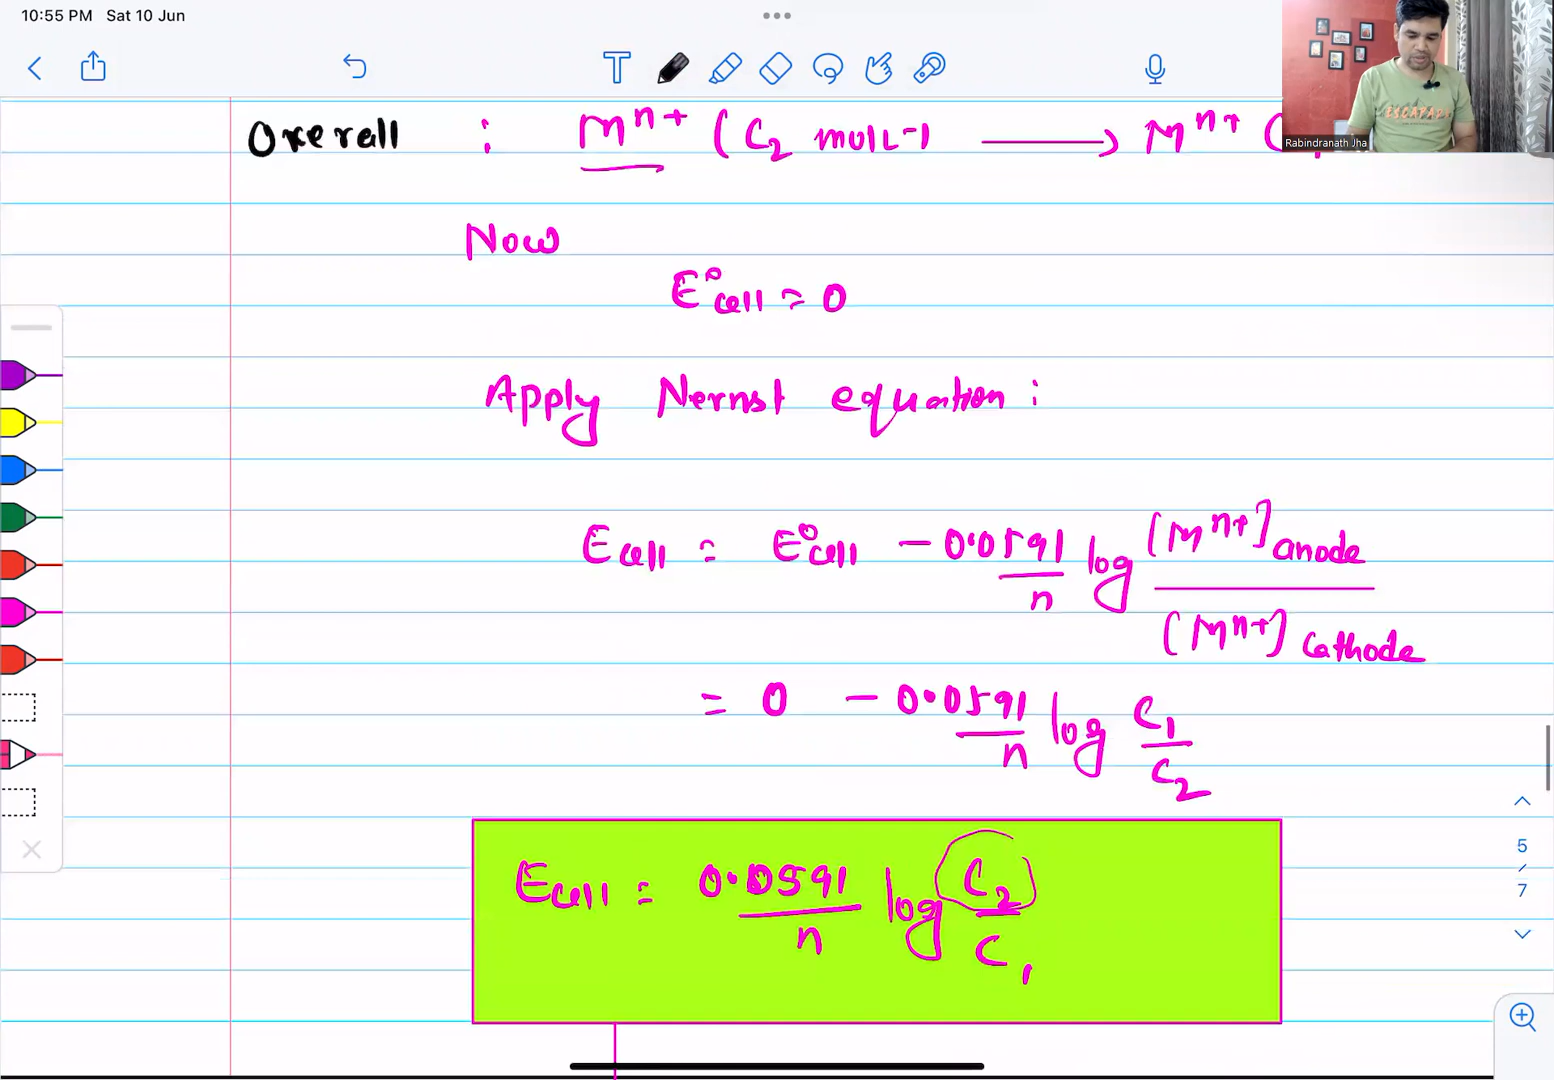 10:55 PM Sat 10 Jun
Overall : Mⁿ⁺ (C₂ mol L-1 ⟶ Mⁿ⁺ (
Rabindranath Jha
ESCAPADE
Now
E°cell = 0
Apply Nernst equation :
Ecell = E°cell - 0.0591/n log [Mⁿ⁺]anode / [Mⁿ⁺] Cathode
= 0 - 0.0591/n log C₁/C₂
Ecell = 0.0591/n log C₂/C₁
5
/
7